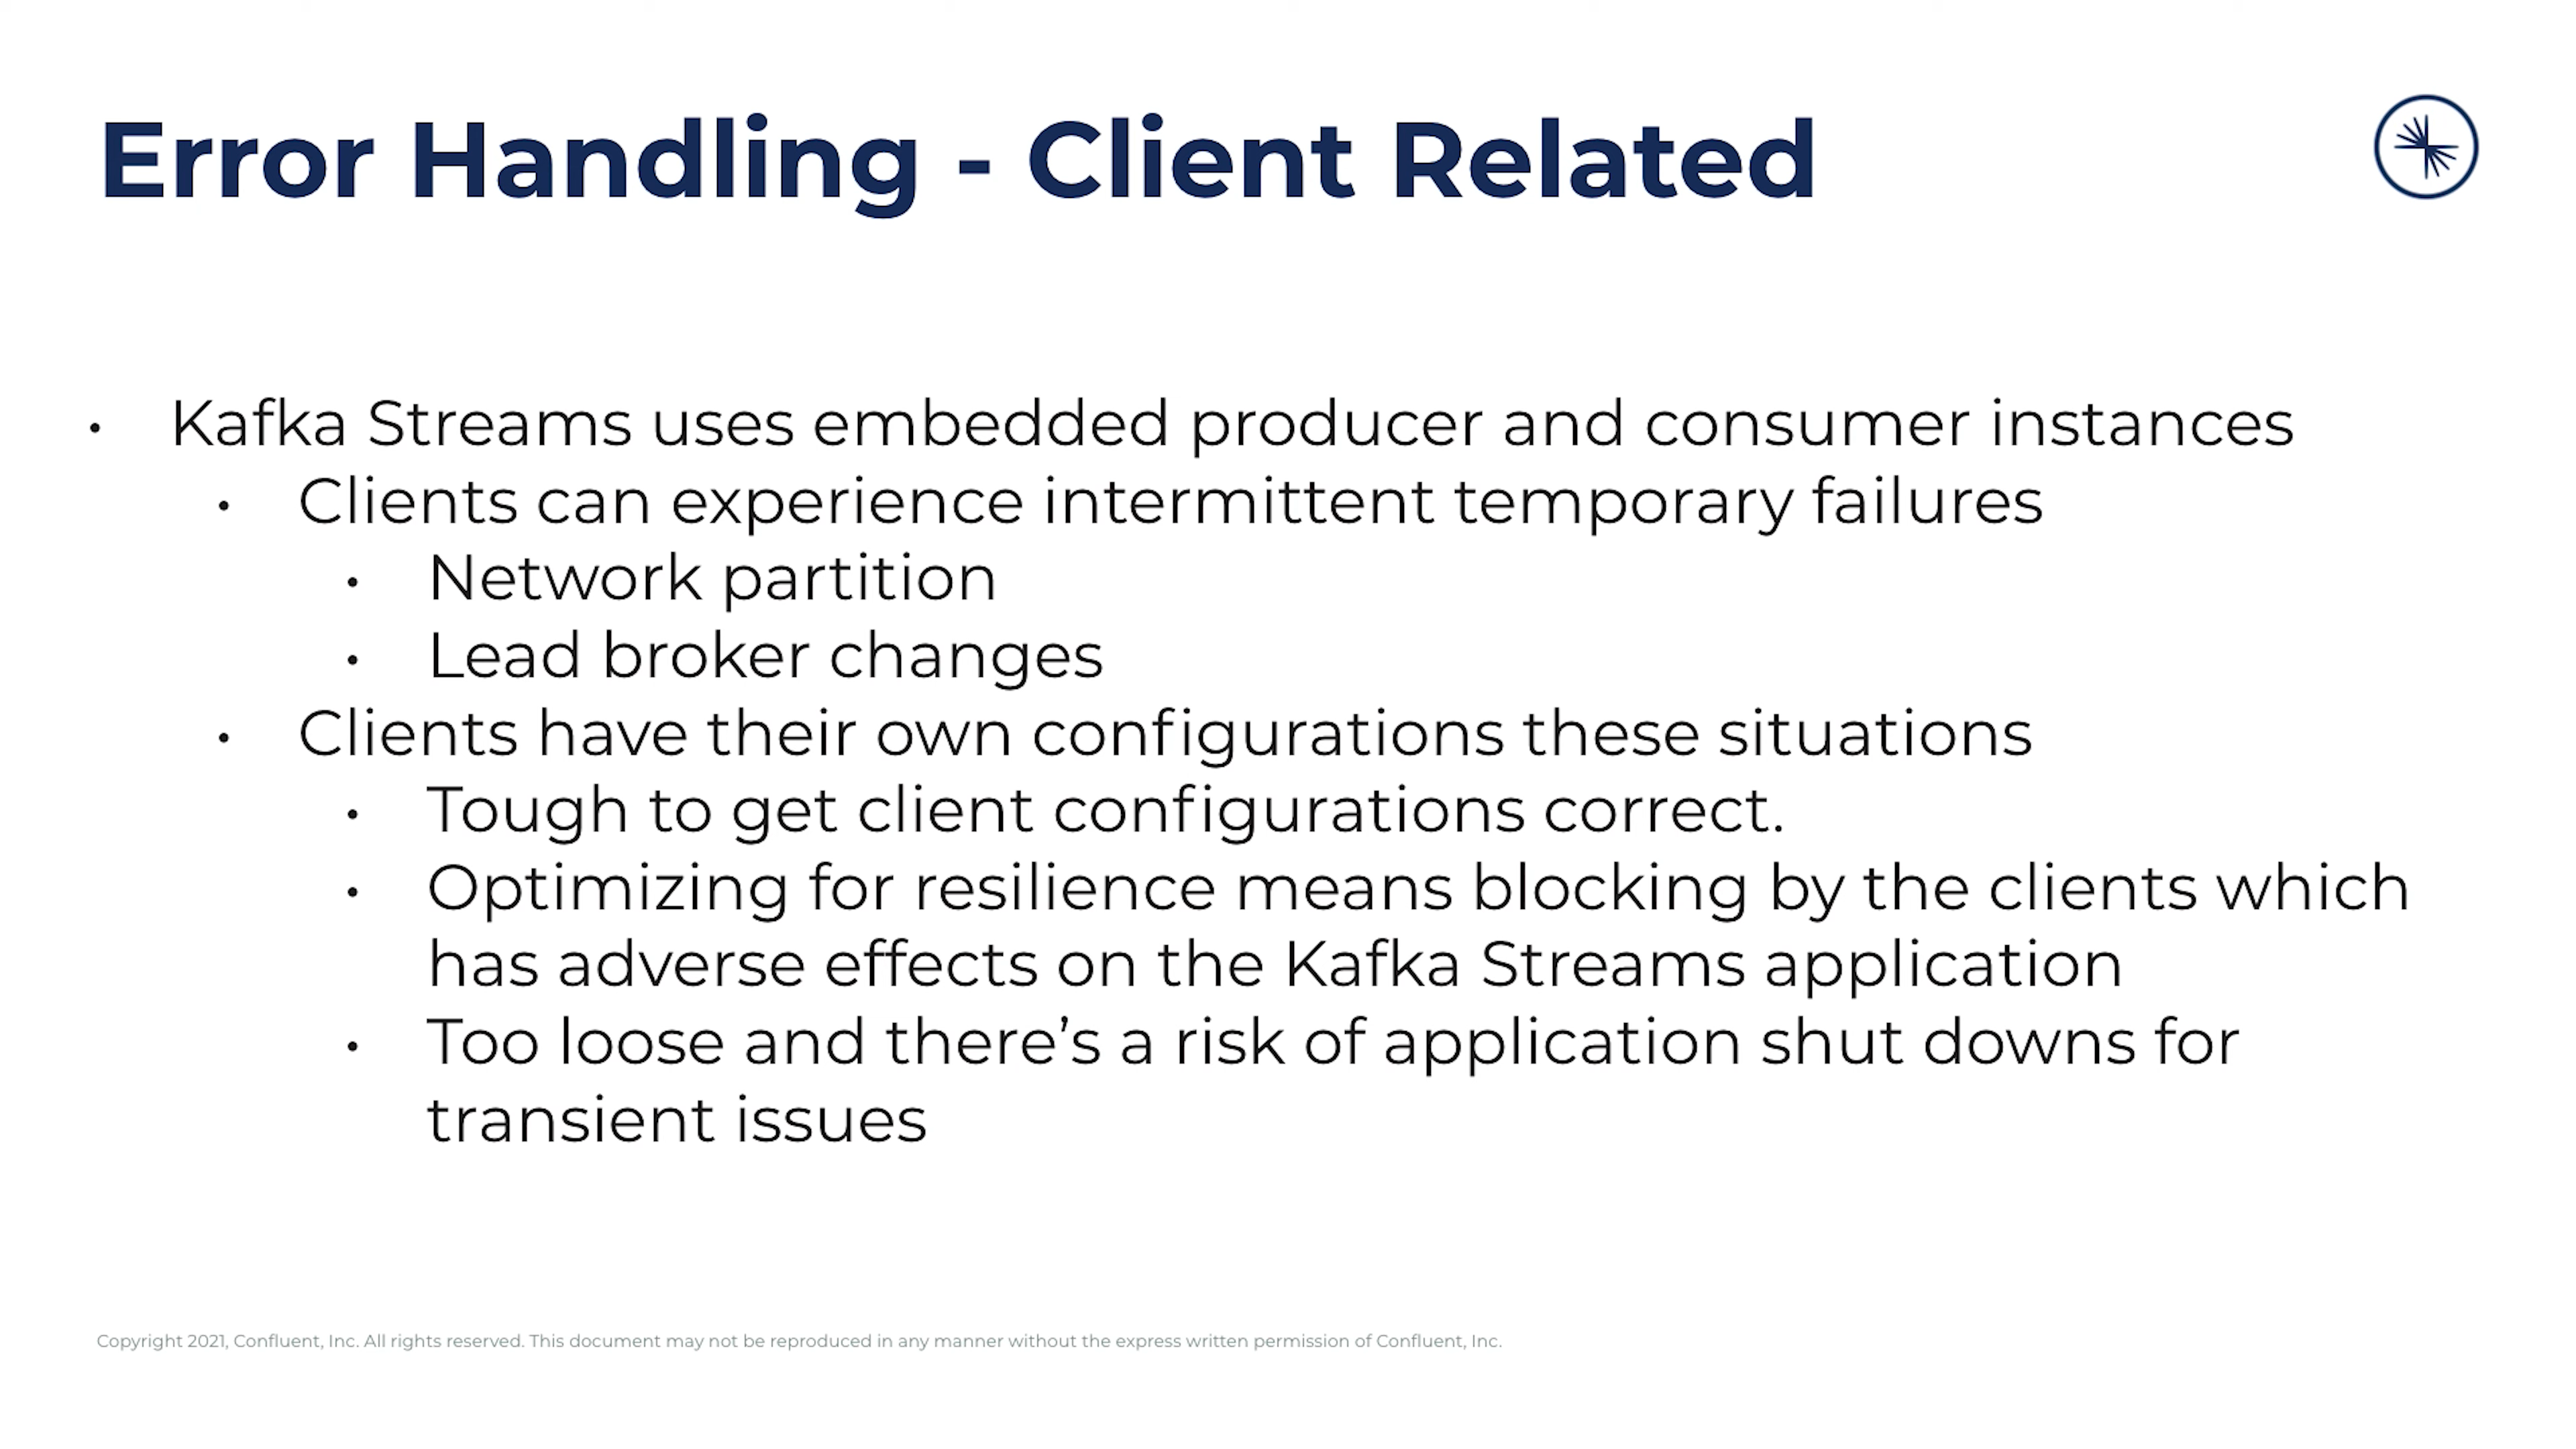 Error Handling - Client Related
• Kafka Streams uses embedded producer and consumer instances
• Clients can experience intermittent temporary failures
• Network partition
• Lead broker changes
• Clients have their own configurations these situations
• Tough to get client configurations correct.
• Optimizing for resilience means blocking by the clients which
has adverse effects on the Kafka Streams application
• Too loose and there’s a risk of application shut downs for
transient issues
Copyright 2021, Confluent, Inc. All rights reserved. This document may not be reproduced in any manner without the express written permission of Confluent, Inc.